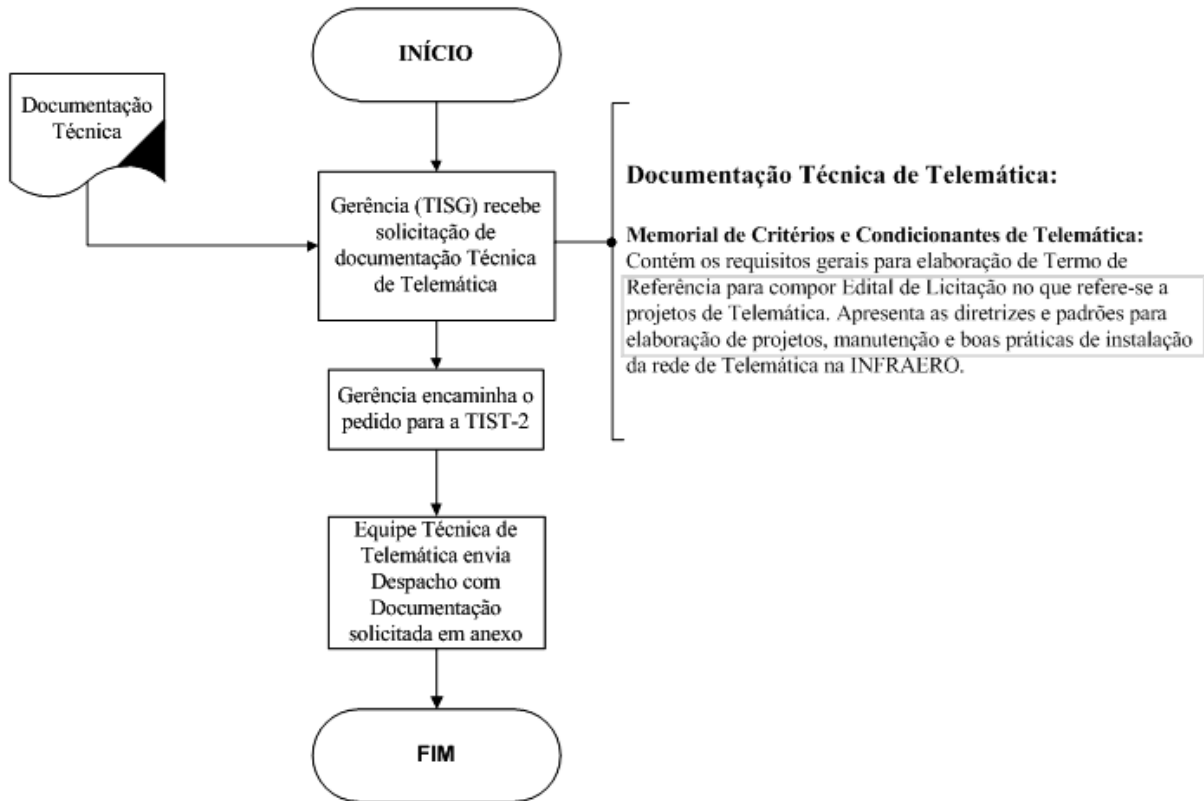 INÍCIO
Documentação
Técnica
Gerência (TISG) recebe
solicitação de
documentação Técnica
de Telemática
Documentação Técnica de Telemática:
Memorial de Critérios e Condicionantes de Telemática:
Contém os requisitos gerais para elaboração de Termo de
Referência para compor Edital de Licitação no que refere-se a
projetos de Telemática. Apresenta as diretrizes e padrões para
elaboração de projetos, manutenção e boas práticas de instalação
da rede de Telemática na INFRAERO.
Gerência encaminha o
pedido para a TIST-2
Equipe Técnica de
Telemática envia
Despacho com
Documentação
solicitada em anexo
FIM